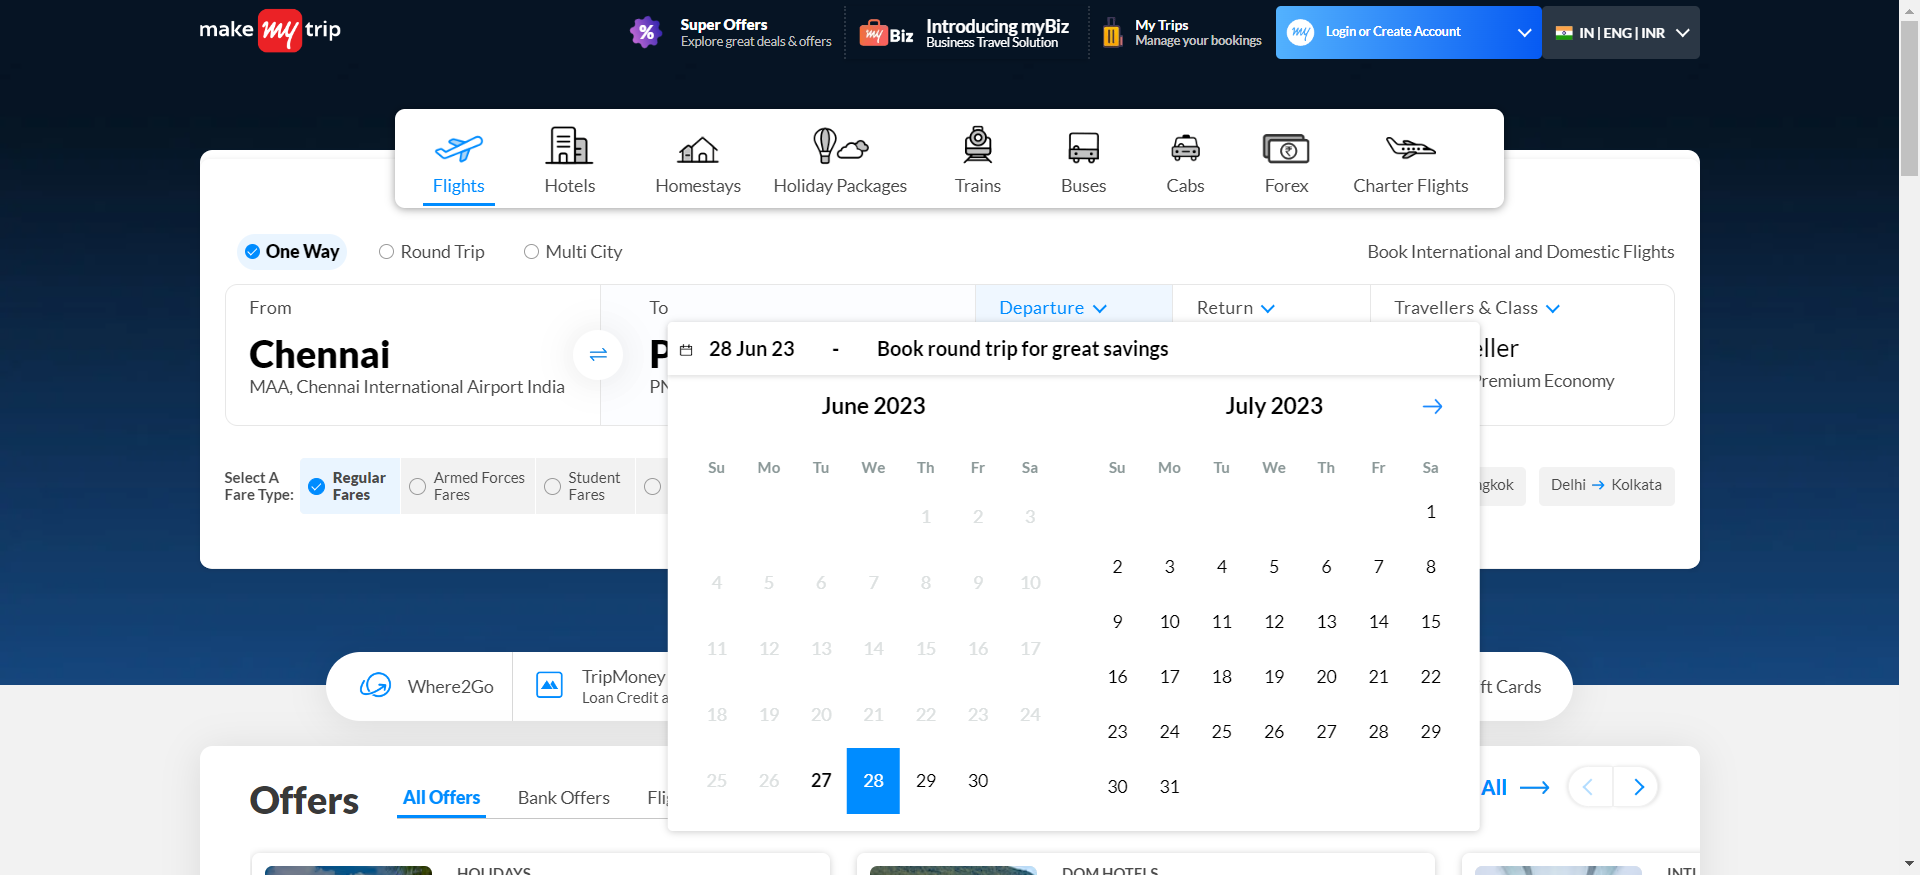 make my trip
Super Offers
Explore great deals & offers
my Biz
Introducing myBiz
Business Travel Solution
My Trips
Manage your bookings
my
Login or Create Account
IN | ENG | INR
Flights
Hotels
Homestays
Holiday Packages
Trains
Buses
Cabs
Forex
Charter Flights
One Way
Round Trip
Multi City
Book International and Domestic Flights
From
To
Departure
Return
Travellers & Class
Chennai
MAA, Chennai International Airport India
P
PN
28 Jun 23 - Book round trip for great savings
eller
Premium Economy
June 2023
July 2023
Su Mo Tu We Th Fr Sa
Su Mo Tu We Th Fr Sa
1 2 3
1
4 5 6 7 8 9 10
2 3 4 5 6 7 8
11 12 13 14 15 16 17
9 10 11 12 13 14 15
18 19 20 21 22 23 24
16 17 18 19 20 21 22
25 26 27 28 29 30
23 24 25 26 27 28 29
30 31
Select A
Fare Type:
Regular
Fares
Armed Forces
Fares
Student
Fares
gkok
Delhi → Kolkata
Where2Go
TripMoney
Loan Credit a
ft Cards
Offers
All Offers
Bank Offers
Fli
All
HOLIDAYS
DOM HOTELS
INTL